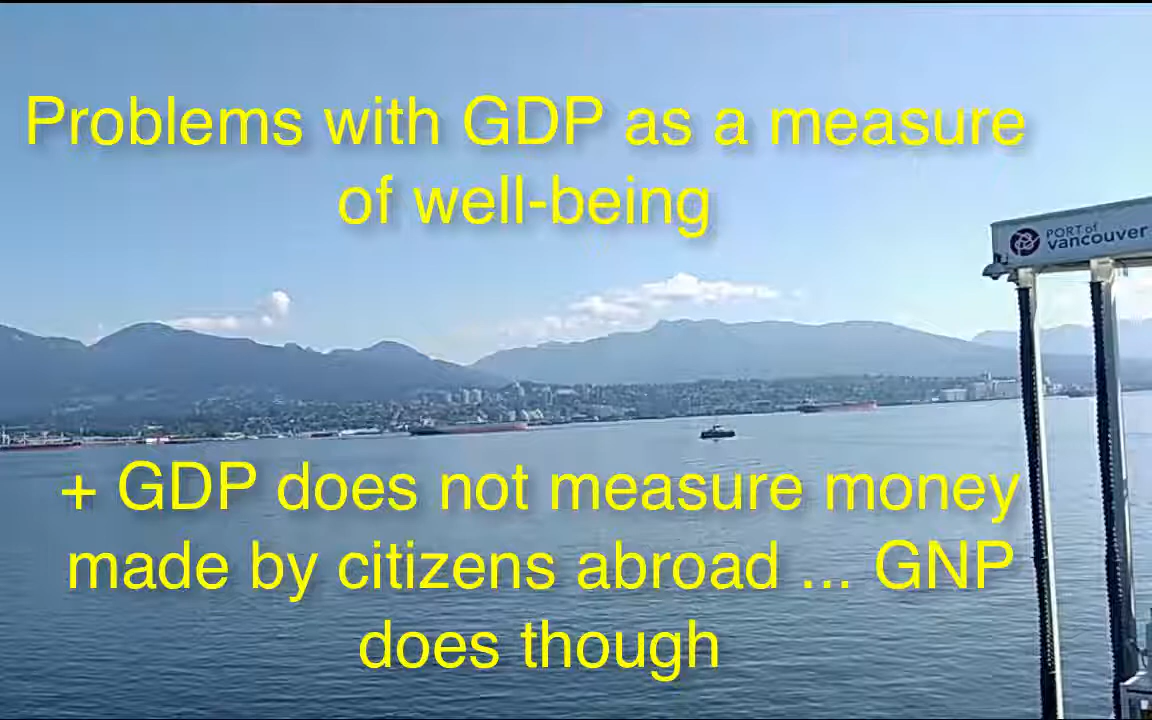 Problems with GDP as a measure
of well-being
PORT of
vancouver
+ GDP does not measure money
made by citizens abroad ... GNP
does though